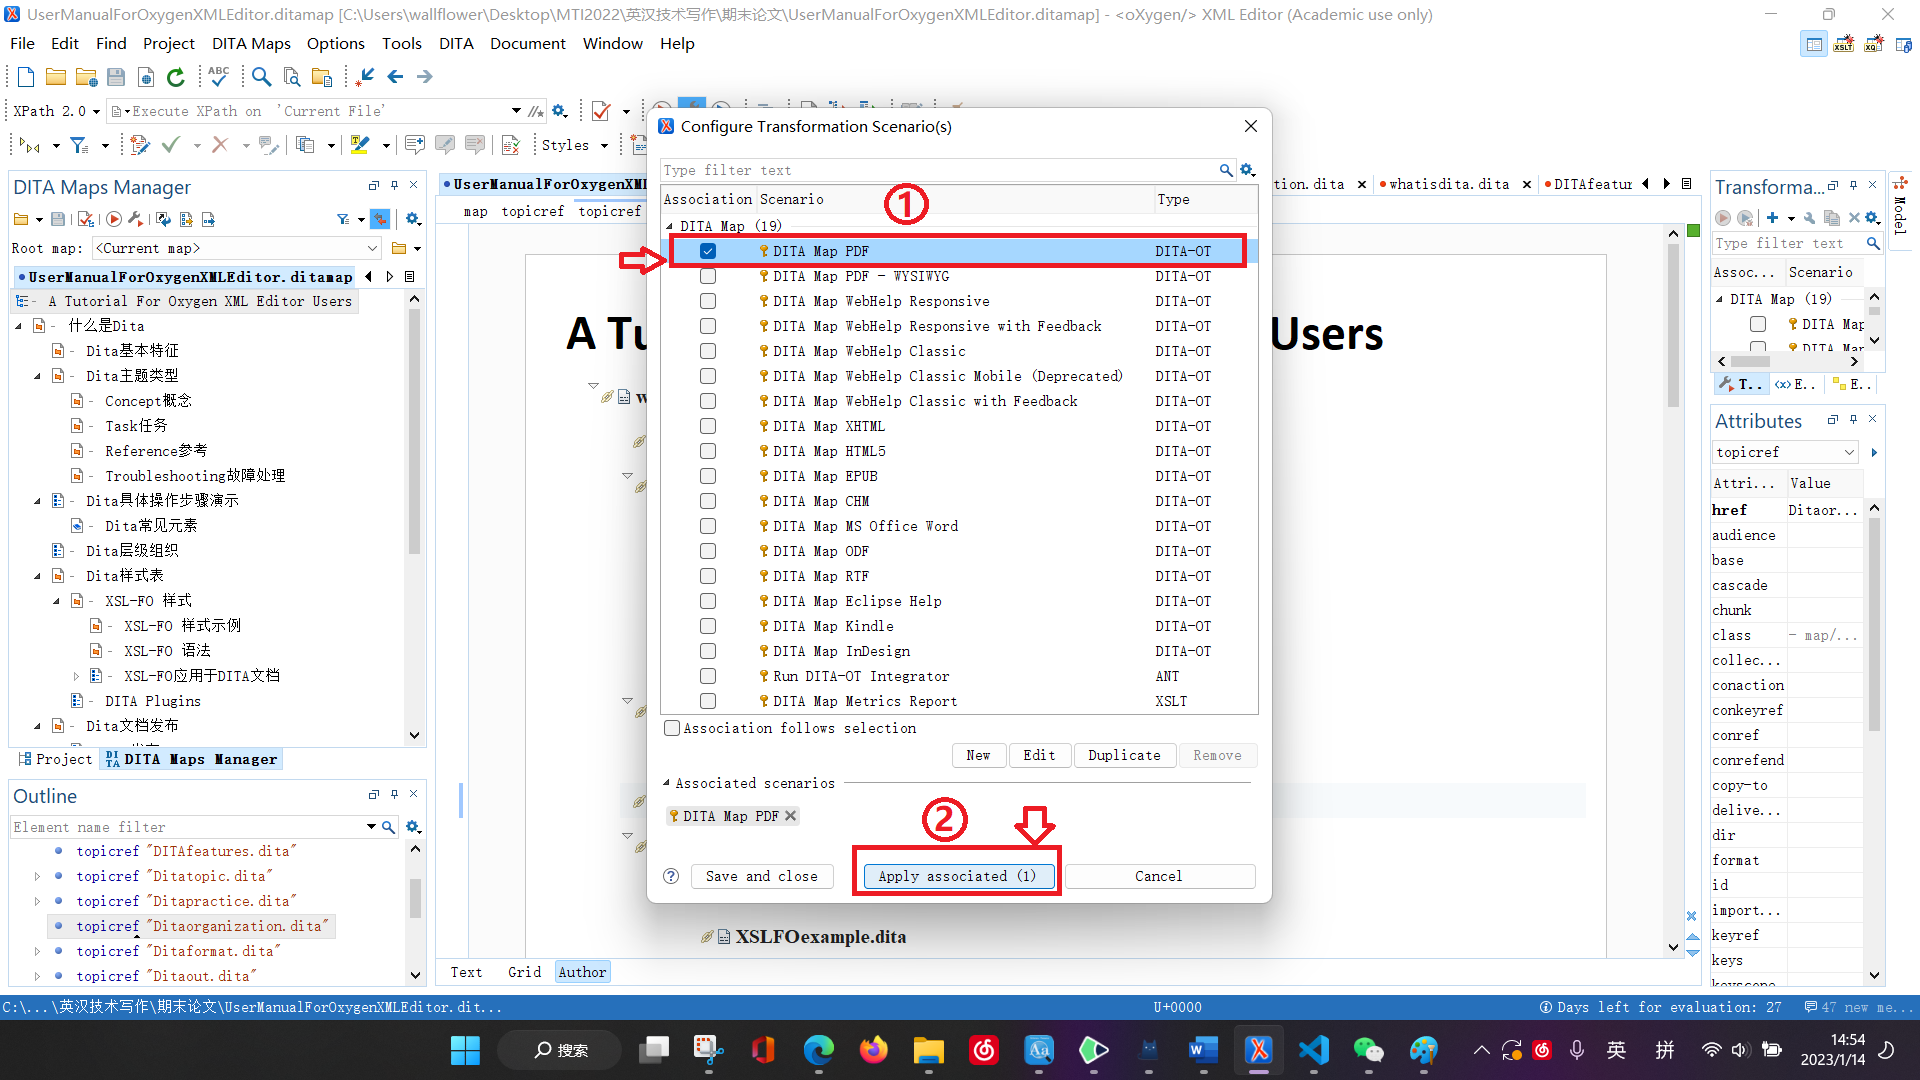 UserManualForOxygenXMLEditor.ditamap [C:\Users\wallflower\Desktop\MTI2022\英汉技术写作\期末论文\UserManualForOxygenXMLEditor.ditamap] - <oXygen/> XML Editor (Academic use only)
File Edit Find Project DITA Maps Options Tools DITA Document Window Help
XPath 2.0 Execute XPath on 'Current File'
Styles
DITA Maps Manager
Root map: <Current map>
UserManualForOxygenXMLEditor.ditamap
A Tutorial For Oxygen XML Editor Users
- 什么是Dita
- Dita基本特征
- Dita主题类型
- Concept概念
- Task任务
- Reference参考
- Troubleshooting故障处理
- Dita具体操作步骤演示
- Dita常见元素
- Dita层级组织
- Dita样式表
- XSL-FO 样式
- XSL-FO 样式示例
- XSL-FO 语法
- XSL-FO应用于DITA文档
- DITA Plugins
- Dita文档发布
Project DITA Maps Manager
Outline
Element name filter
topicref "DITAfeatures.dita"
topicref "Ditatopic.dita"
topicref "Ditapractice.dita"
topicref "Ditaorganization.dita"
topicref "Ditaformat.dita"
topicref "Ditaout.dita"
UserManualForOxygenXML
tion.dita whatisdita.dita DITAfeatur
map topicref topicref
A Tu
Users
XSLFOexample.dita
Text Grid Author
Configure Transformation Scenario(s)
Type filter text
Association Scenario Type
①
DITA Map (19)
DITA Map PDF DITA-OT
DITA Map PDF - WYSIWYG DITA-OT
DITA Map WebHelp Responsive DITA-OT
DITA Map WebHelp Responsive with Feedback DITA-OT
DITA Map WebHelp Classic DITA-OT
DITA Map WebHelp Classic Mobile (Deprecated) DITA-OT
DITA Map WebHelp Classic with Feedback DITA-OT
DITA Map XHTML DITA-OT
DITA Map HTML5 DITA-OT
DITA Map EPUB DITA-OT
DITA Map CHM DITA-OT
DITA Map MS Office Word DITA-OT
DITA Map ODF DITA-OT
DITA Map RTF DITA-OT
DITA Map Eclipse Help DITA-OT
DITA Map Kindle DITA-OT
DITA Map InDesign DITA-OT
Run DITA-OT Integrator ANT
DITA Map Metrics Report XSLT
Association follows selection
New Edit Duplicate Remove
Associated scenarios
DITA Map PDF
②
Save and close Apply associated (1) Cancel
Transforma...
Type filter text
Assoc... Scenario
DITA Map (19)
DITA Map
DITA Map
T.. E.. E..
Model
Attributes
topicref
Attri... Value
href Ditaor...
audience
base
cascade
chunk
class - map/...
collec...
conaction
conkeyref
conref
conrefend
copy-to
delive...
dir
format
id
import...
keyref
keys
keyscope
C:\...\英汉技术写作\期末论文\UserManualForOxygenXMLEditor.dit...
U+0000
Days left for evaluation: 27
47 new me...
搜索
英 拼
14:54
2023/1/14